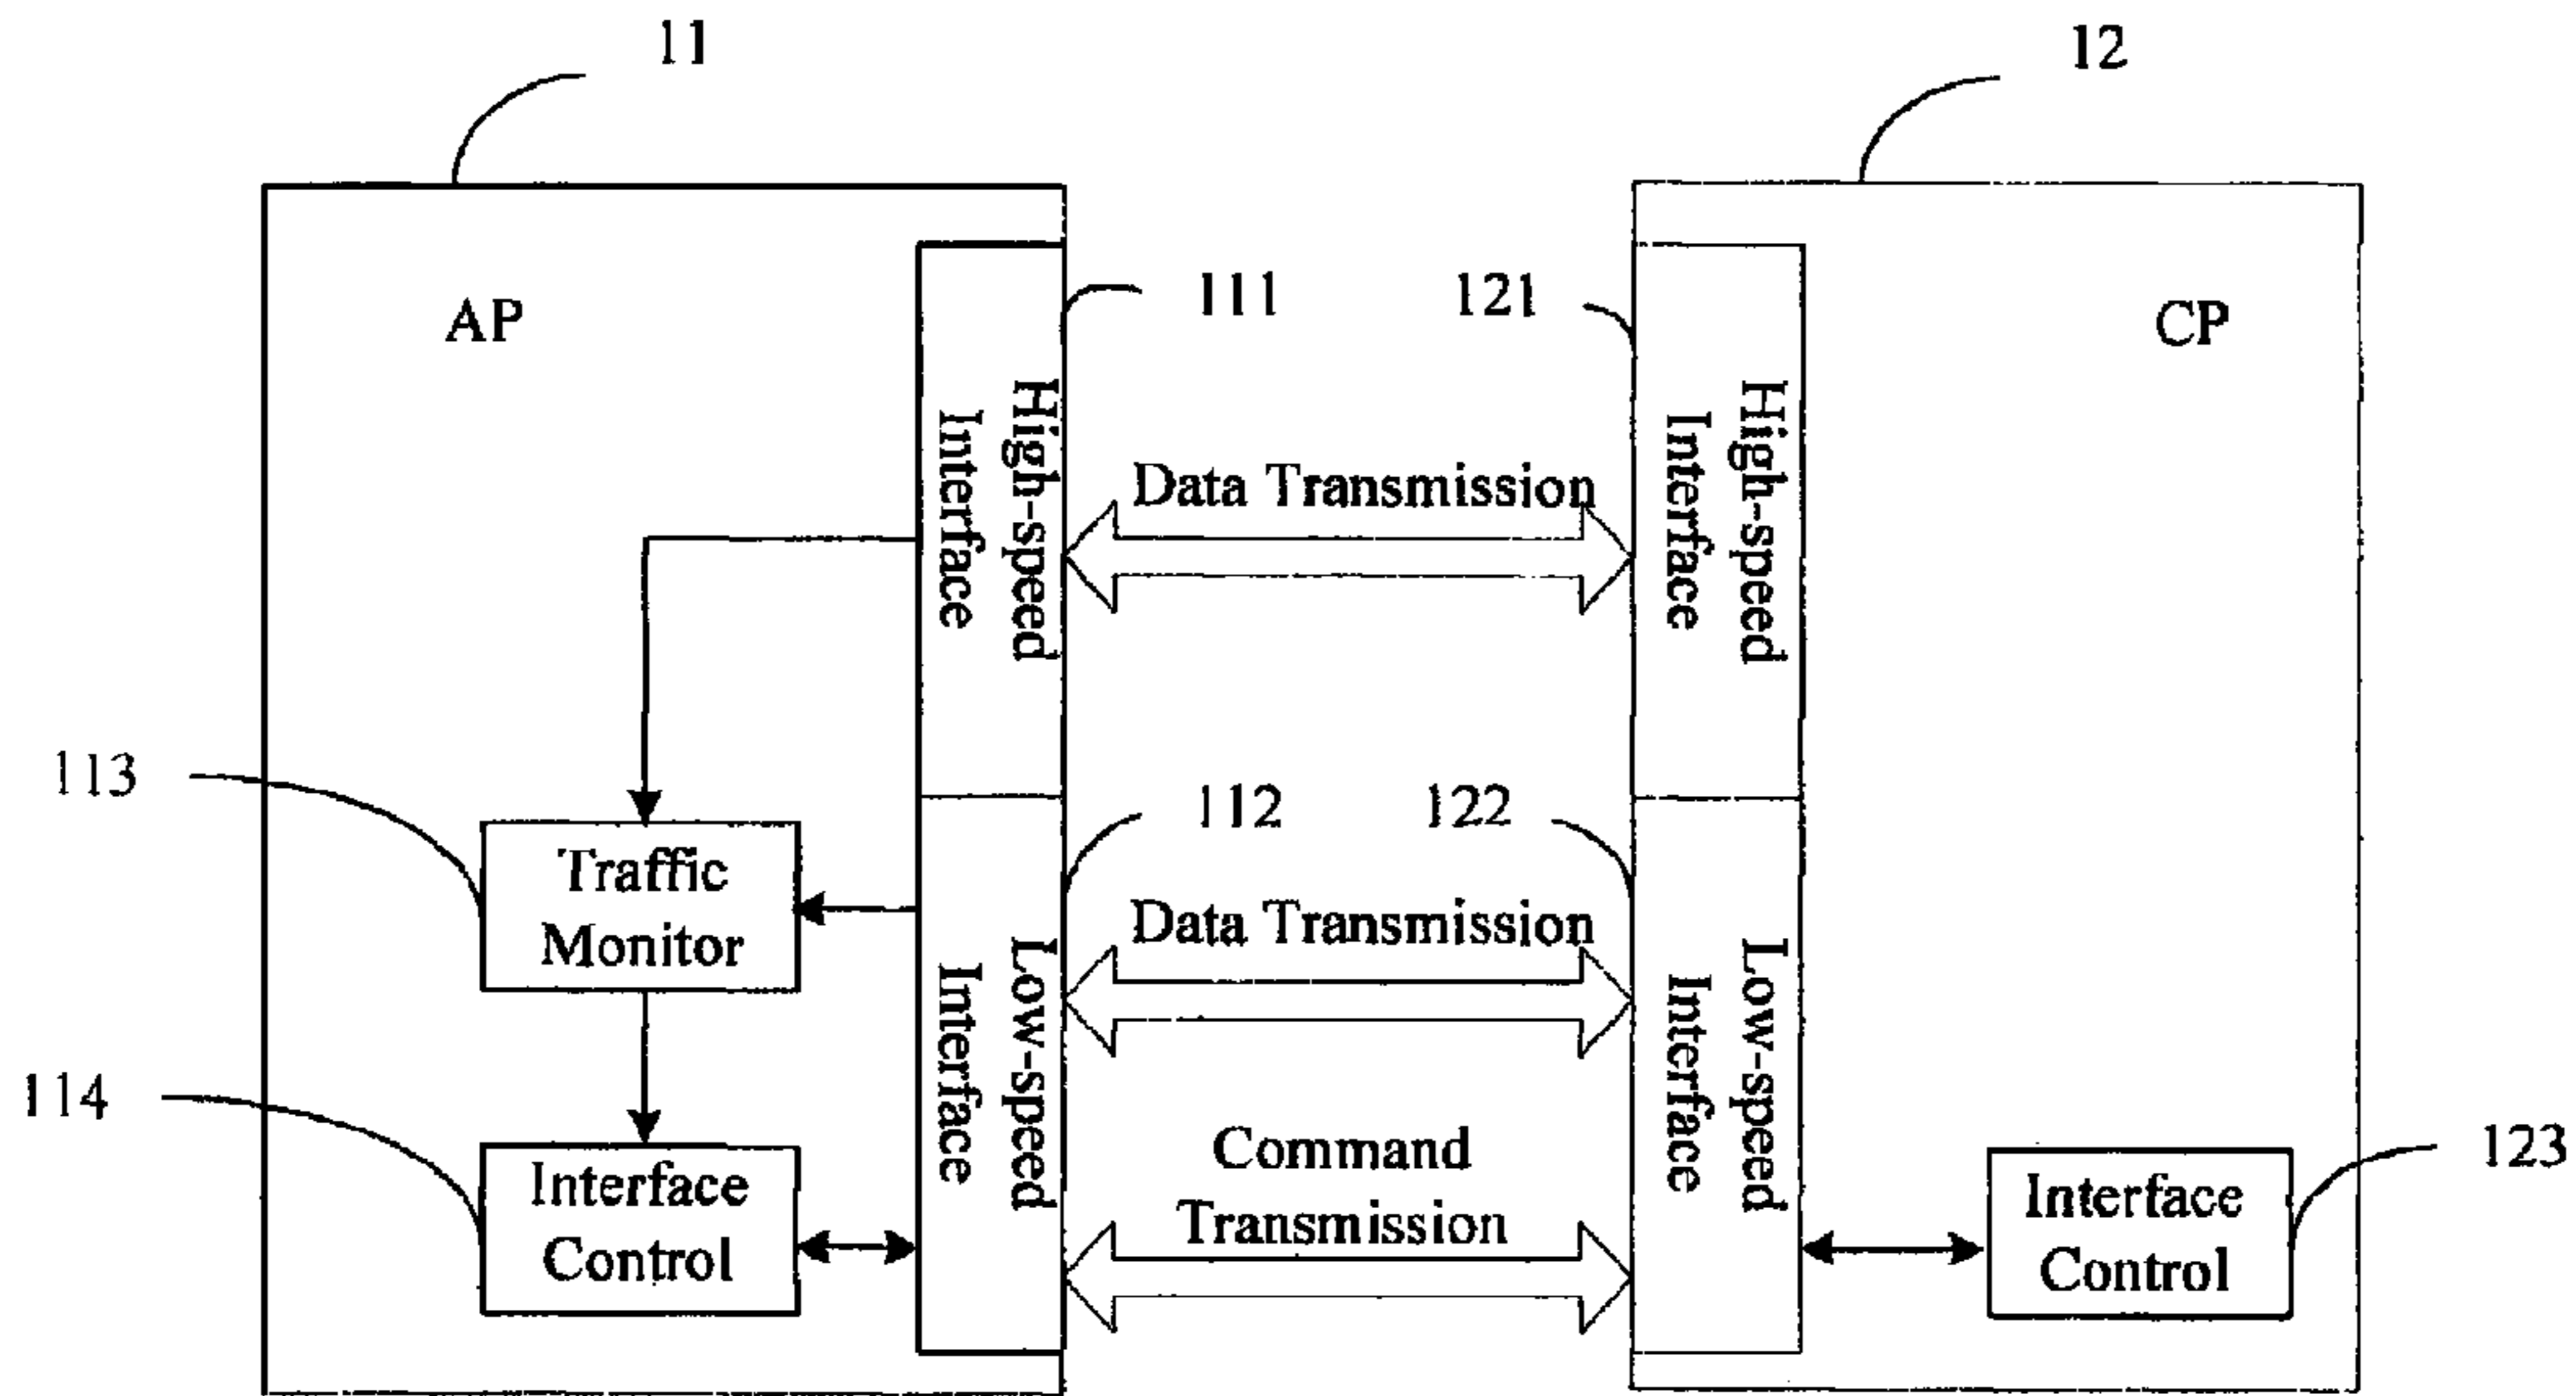 11
12
AP
CP
111
121
High-speed
Interface
High-speed
Interface
Data Transmission
113
112
122
Traffic
Monitor
Low-speed
Interface
Data Transmission
Low-speed
Interface
114
Interface
Control
Command
Transmission
Interface
Control
123